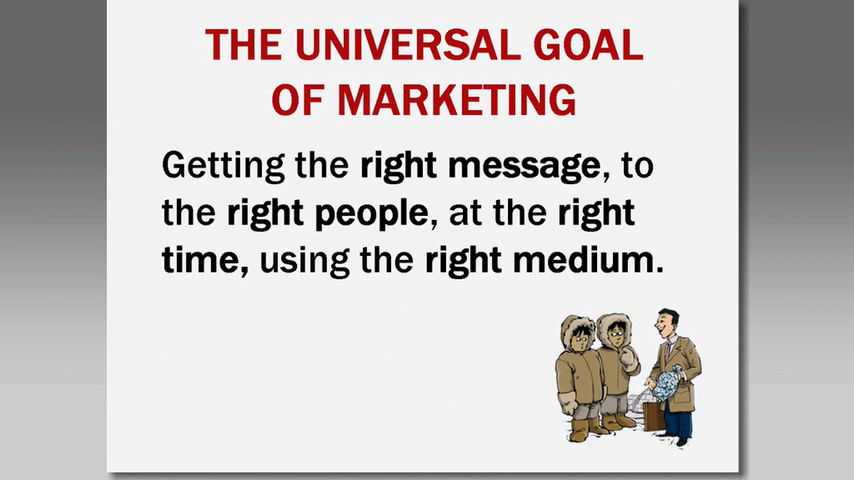 THE UNIVERSAL GOAL
OF MARKETING
Getting the right message, to
the right people, at the right
time, using the right medium.